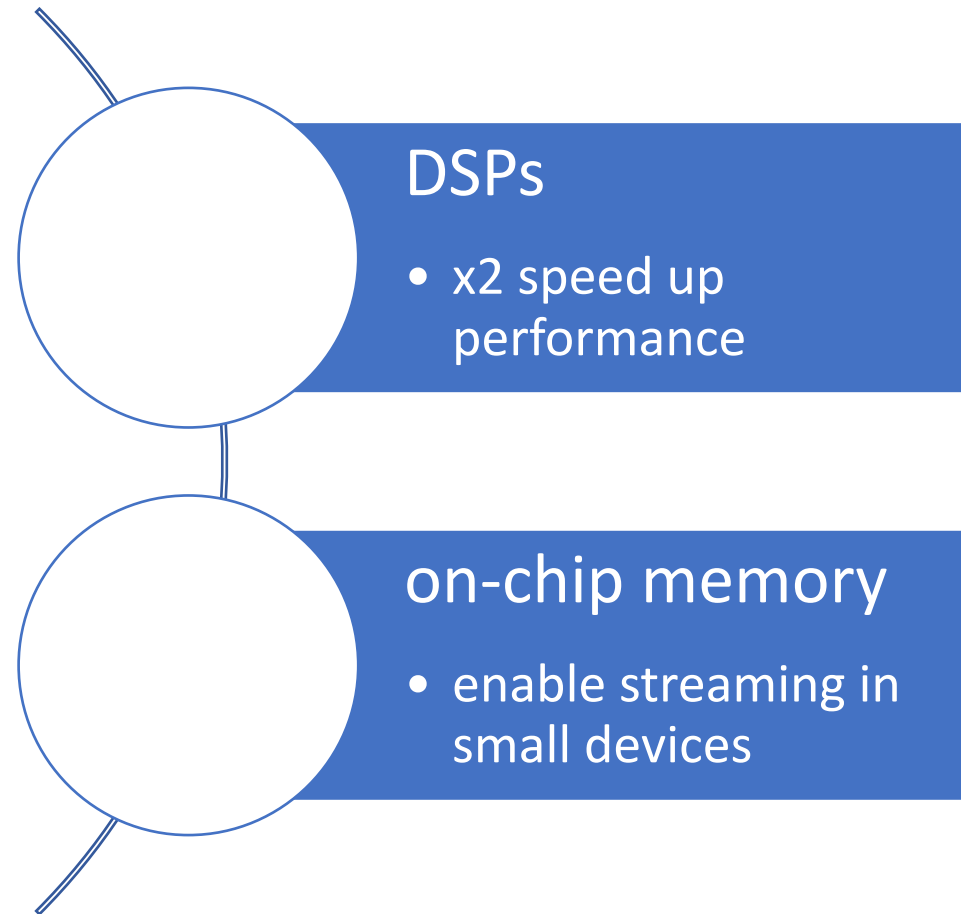 DSPs
• x2 speed up
performance
on-chip memory
• enable streaming in
small devices